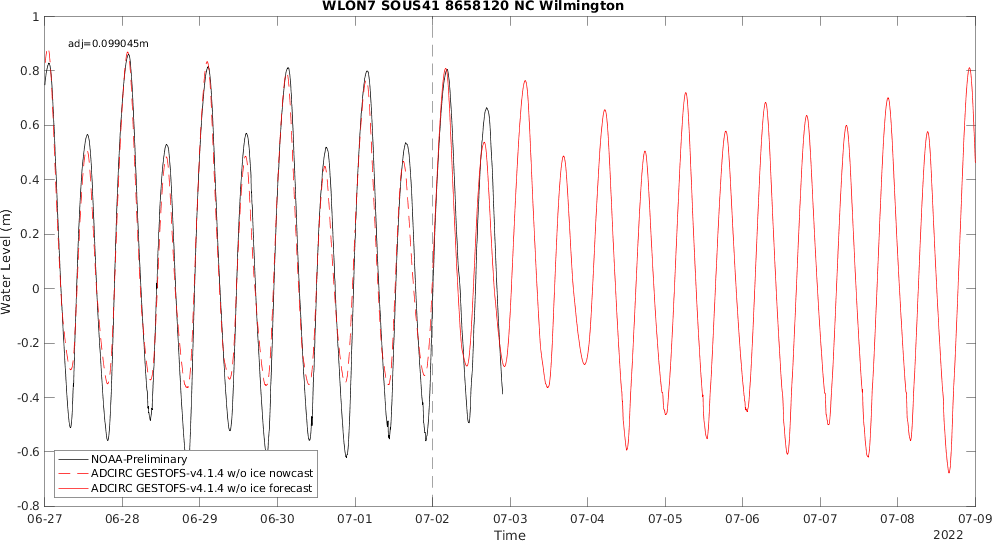 WLON7 SOUS41 8658120 NC Wilmington
adj=0.099045m
Water Level (m)
1
0.8
0.6
0.4
0.2
0
-0.2
-0.4
-0.6
-0.8
NOAA-Preliminary
ADCIRC GESTOFS-v4.1.4 w/o ice nowcast
ADCIRC GESTOFS-v4.1.4 w/o ice forecast
06-27 06-28 06-29 06-30 07-01 07-02 07-03 07-04 07-05 07-06 07-07 07-08 07-09
Time
2022